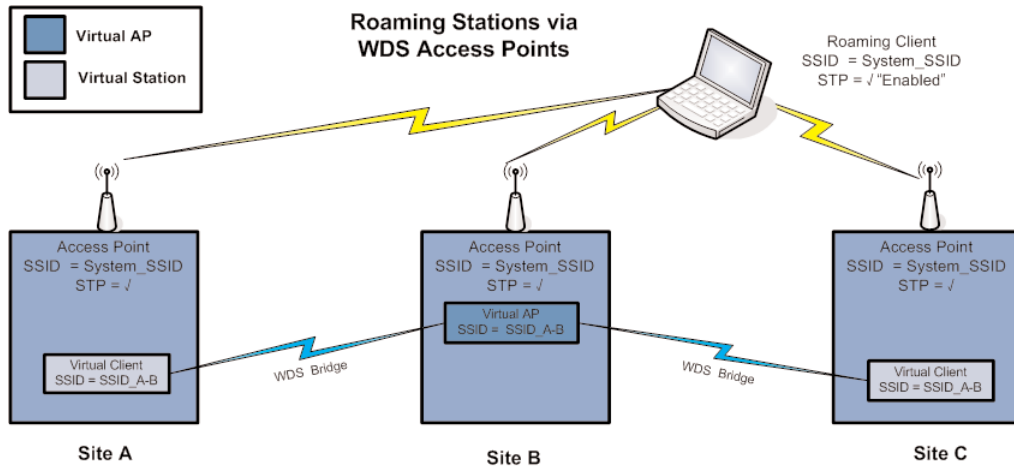 Virtual AP
Virtual Station
Roaming Stations via
WDS Access Points
Roaming Client
SSID = System_SSID
STP = √ “Enabled”
Access Point
SSID = System_SSID
STP = √
Virtual Client
SSID = SSID_A-B
WDS Bridge
Site A
Access Point
SSID = System_SSID
STP = √
Virtual AP
SSID = SSID_A-B
Site B
WDS Bridge
Access Point
SSID = System_SSID
STP = √
Virtual Client
SSID = SSID_A-B
Site C